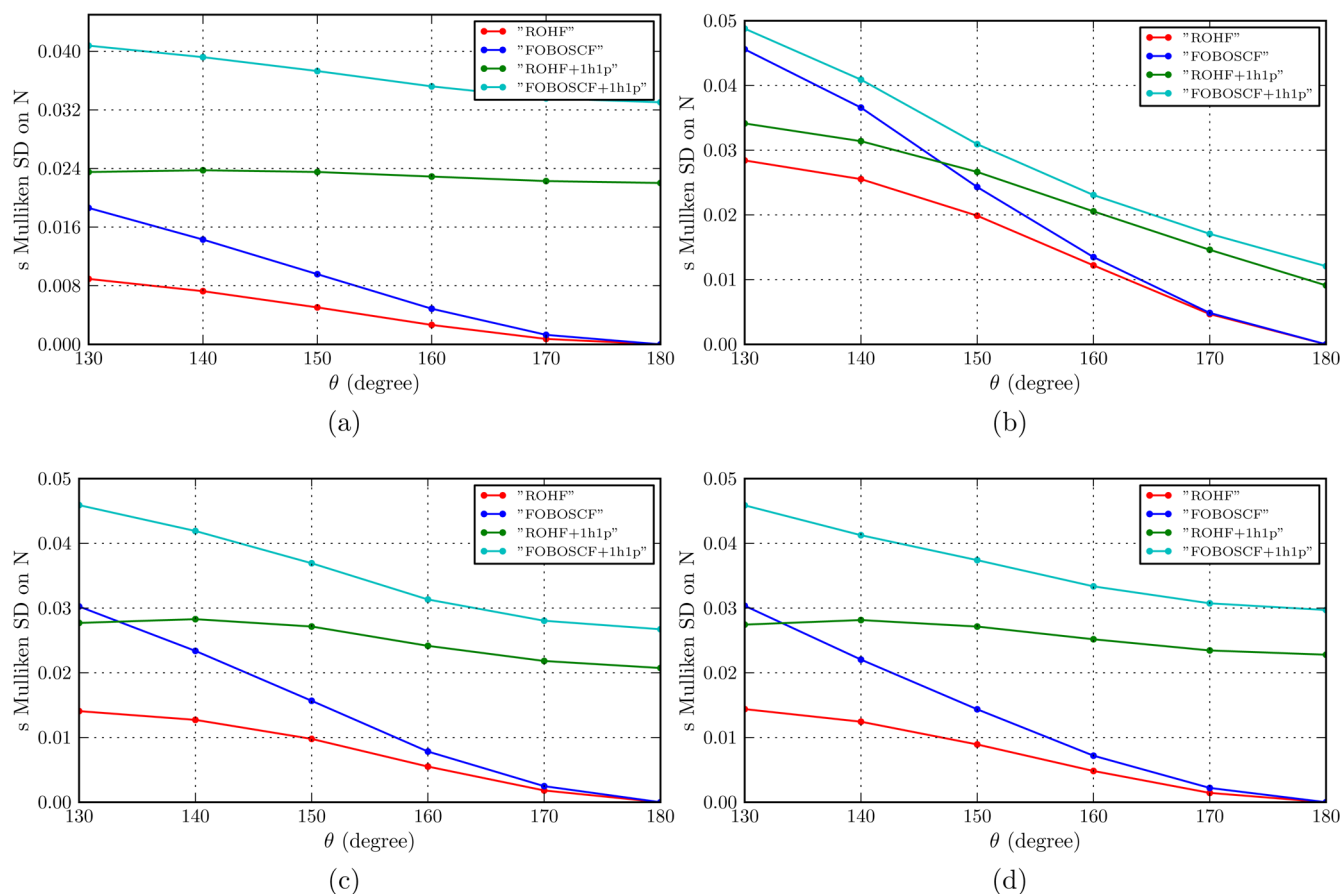 s Mulliken SD on N
0.040
0.032
0.024
0.016
0.008
0.000
"ROHF"
"FOBOSCF"
"ROHF+1h1p"
"FOBOSCF+1h1p"
130 140 150 160 170 180
θ (degree)
(a)
s Mulliken SD on N
0.05
0.04
0.03
0.02
0.01
0.00
"ROHF"
"FOBOSCF"
"ROHF+1h1p"
"FOBOSCF+1h1p"
130 140 150 160 170 180
θ (degree)
(b)
s Mulliken SD on N
0.05
0.04
0.03
0.02
0.01
0.00
"ROHF"
"FOBOSCF"
"ROHF+1h1p"
"FOBOSCF+1h1p"
130 140 150 160 170 180
θ (degree)
(c)
s Mulliken SD on N
0.05
0.04
0.03
0.02
0.01
0.00
"ROHF"
"FOBOSCF"
"ROHF+1h1p"
"FOBOSCF+1h1p"
130 140 150 160 170 180
θ (degree)
(d)